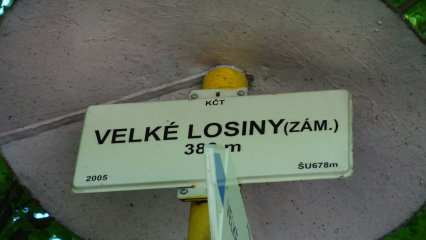 KČT
VELKÉ LOSINY(ZÁM.)
m
2005 ŠU678m